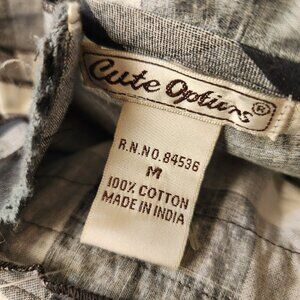 Cute Options®
R.N.NO.84536
M
100% COTTON
MADE IN INDIA